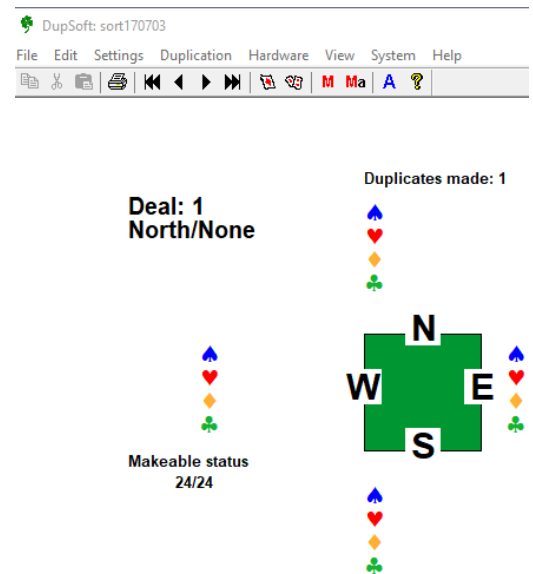 DupSoft: sort170703
File Edit Settings Duplication Hardware View System Help
M Ma A ?
Duplicates made: 1
Deal: 1
North/None
N
W E
S
Makeable status
24/24